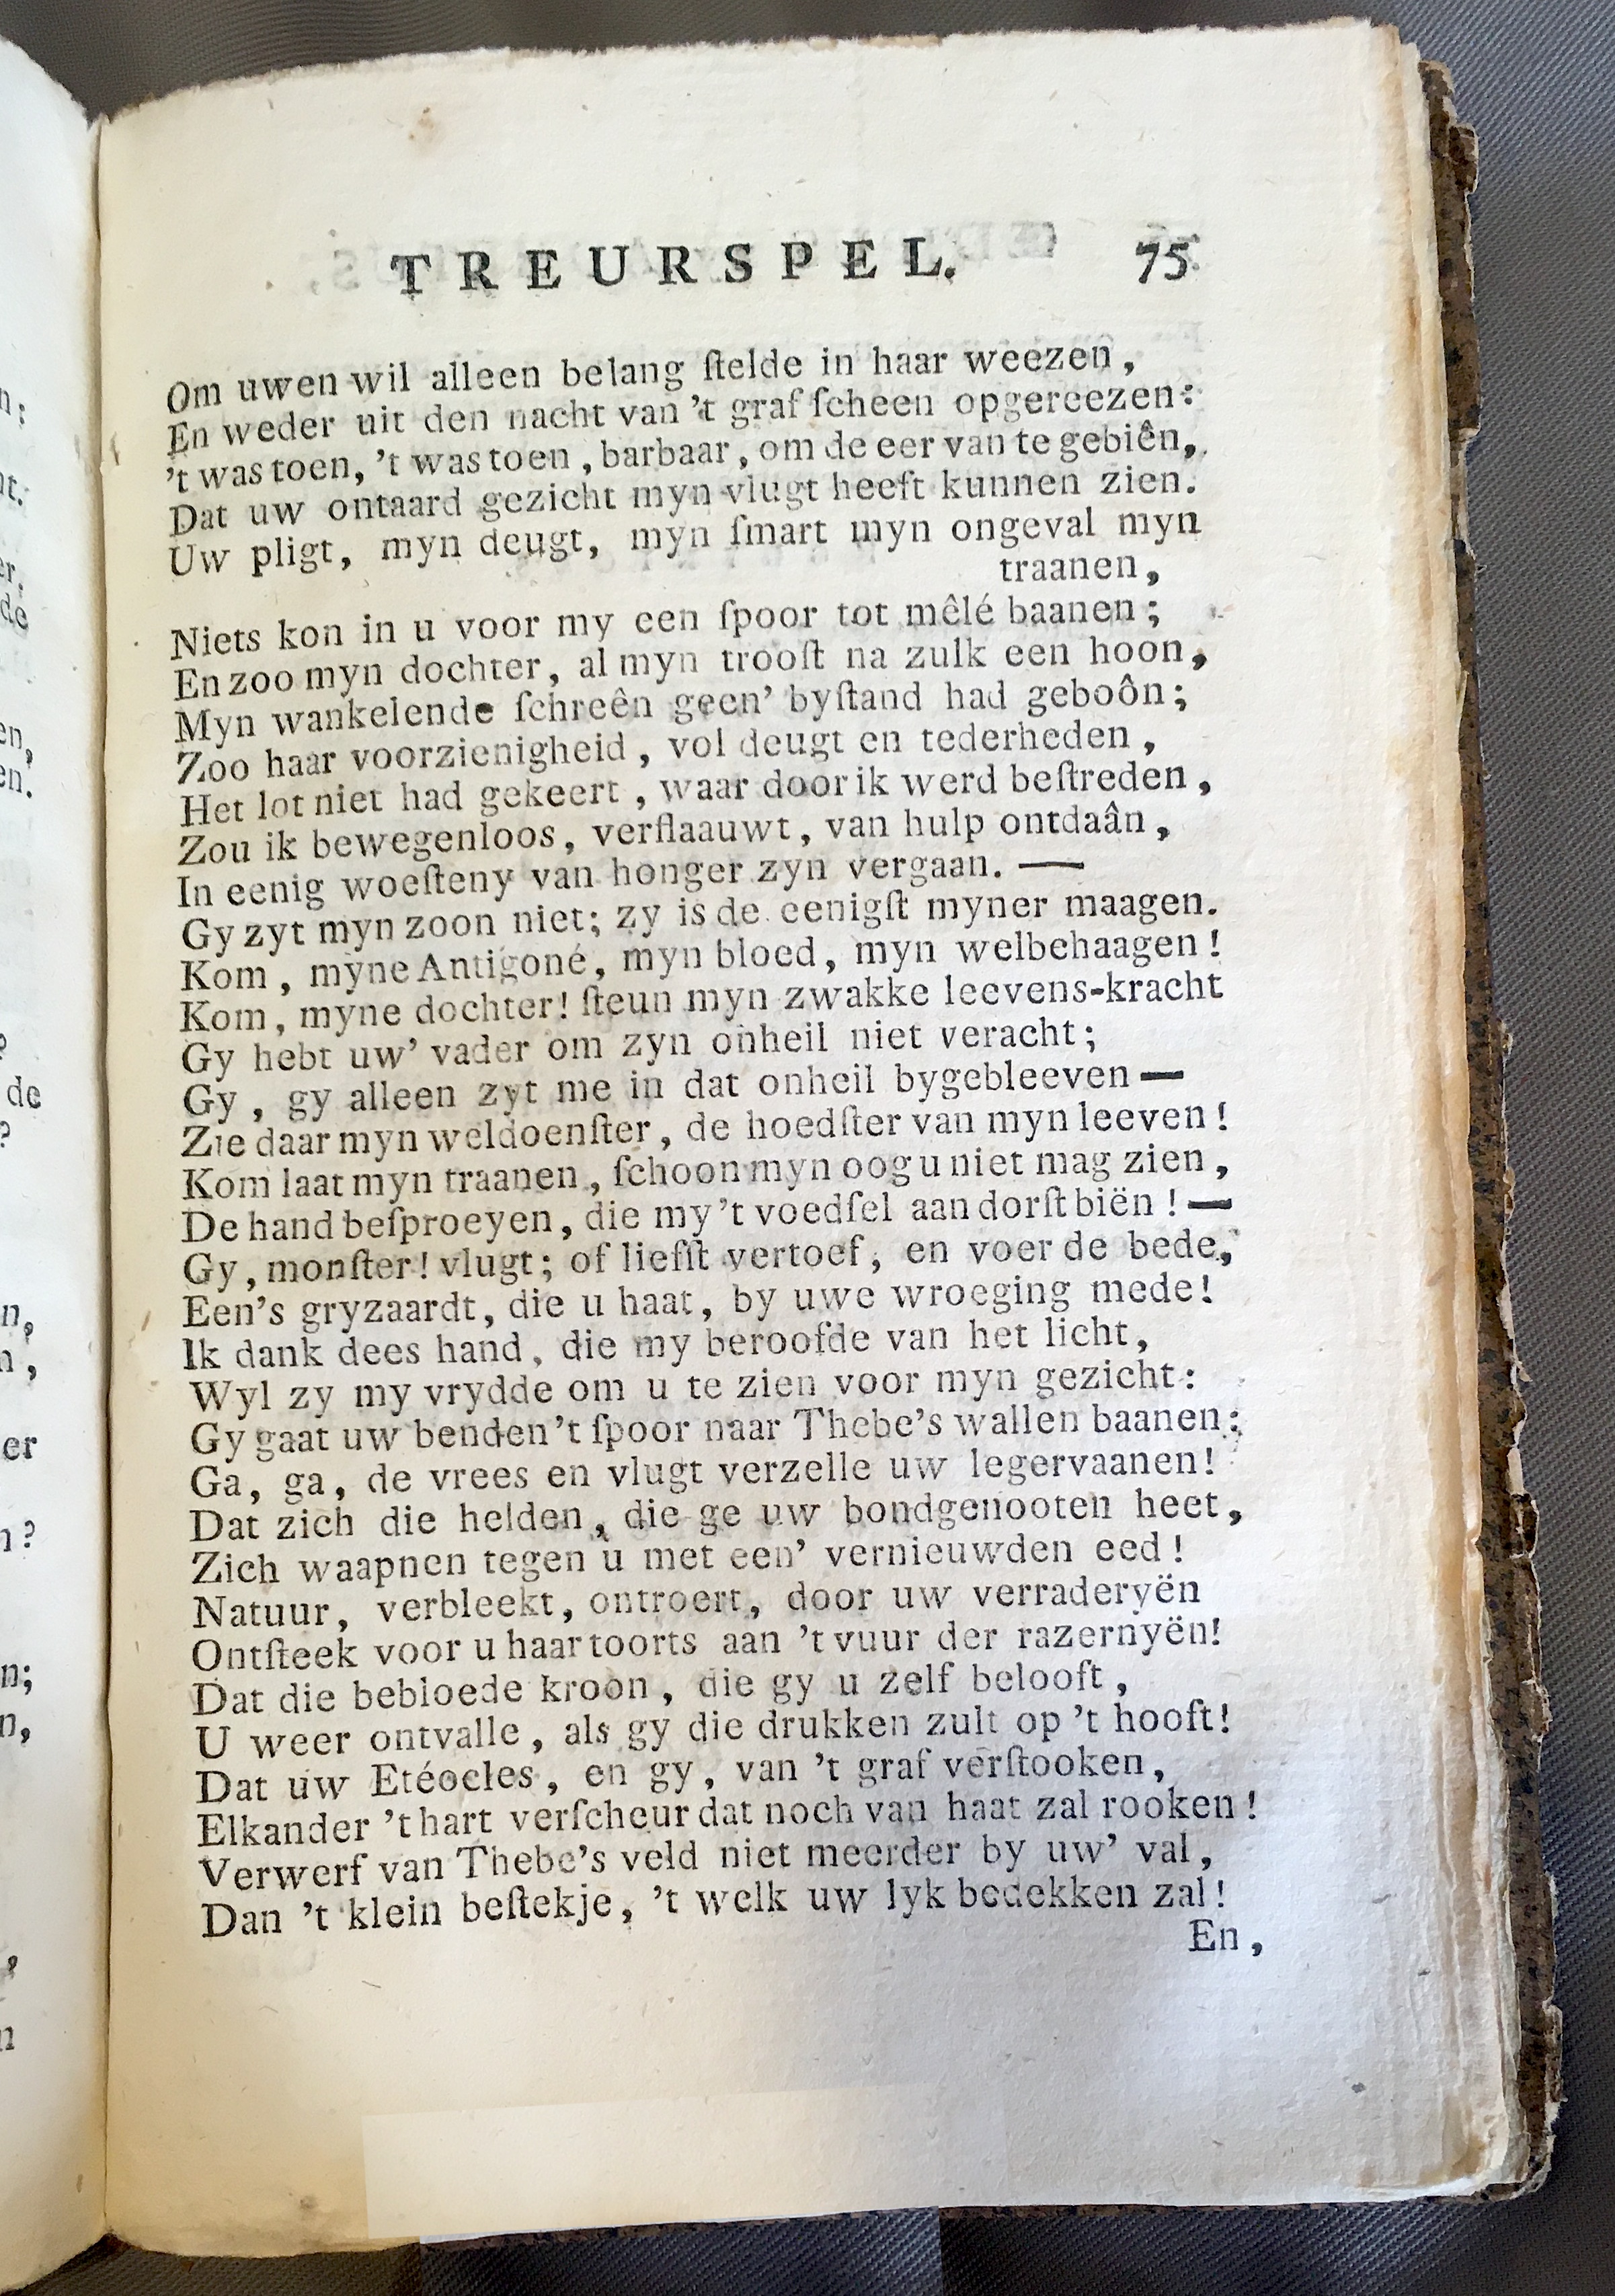 TREURSPEL. 75
Om uwen wil alleen belang ſtelde in haar weezen,
En weder uit den nacht van 't graf ſcheen opgereezen:
't was toen, 't was toen, barbaar, om de eer van te gebiên,
Dat uw ontaard gezicht myn vlugt heeft kunnen zien.
Uw pligt, myn deugt, myn ſmart myn ongeval myn
traanen,
Niets kon in u voor my een ſpoor tot mêlé baanen;
En zoo myn dochter, al myn trooſt na zulk een hoon,
Myn wankelende ſchreên geen' byſtand had geboôn;
Zoo haar voorzienigheid, vol deugt en tederheden,
Het lot niet had gekeert, waar door ik werd beſtreden,
Zou ik bewegenloos, verflaauwt, van hulp ontdaân,
In eenig woeſteny van honger zyn vergaan. —
Gy zyt myn zoon niet; zy is de eenigſt myner maagen.
Kom, myne Antigoné, myn bloed, myn welbehaagen!
Kom, myne dochter! ſteun myn zwakke leevens-kracht
Gy hebt uw' vader om zyn onheil niet veracht;
Gy, gy alleen zyt me in dat onheil bygebleeven —
Zie daar myn weldoenſter, de hoedſter van myn leeven!
Kom laat myn traanen, ſchoon myn oog u niet mag zien,
De hand beſproeyen, die my 't voedſel aan dorſt biën! —
Gy, monſter! vlugt; of liefſt vertoef, en voer de bede,
Een's gryzaardt, die u haat, by uwe wroeging mede!
Ik dank dees hand, die my beroofde van het licht,
Wyl zy my vrydde om u te zien voor myn gezicht:
Gy gaat uw benden 't ſpoor naar Thebe's wallen baanen;
Ga, ga, de vrees en vlugt verzelle uw legervaanen!
Dat zich die helden, die ge uw bondgenooten heet,
Zich waapnen tegen u met een' vernieuwden eed!
Natuur, verbleekt, ontroert, door uw verraderyën
Ontſteek voor u haar toorts aan 't vuur der razernyën!
Dat die bebloede kroon, die gy u zelf belooft,
U weer ontvalle, als gy die drukken zult op 't hooft!
Dat uw Etéocles, en gy, van 't graf verſtooken,
Elkander 't hart verſcheur dat noch van haat zal rooken!
Verwerf van Thebe's veld niet meerder by uw' val,
Dan 't klein beſtekje, 't welk uw lyk bedekken zal!
En,